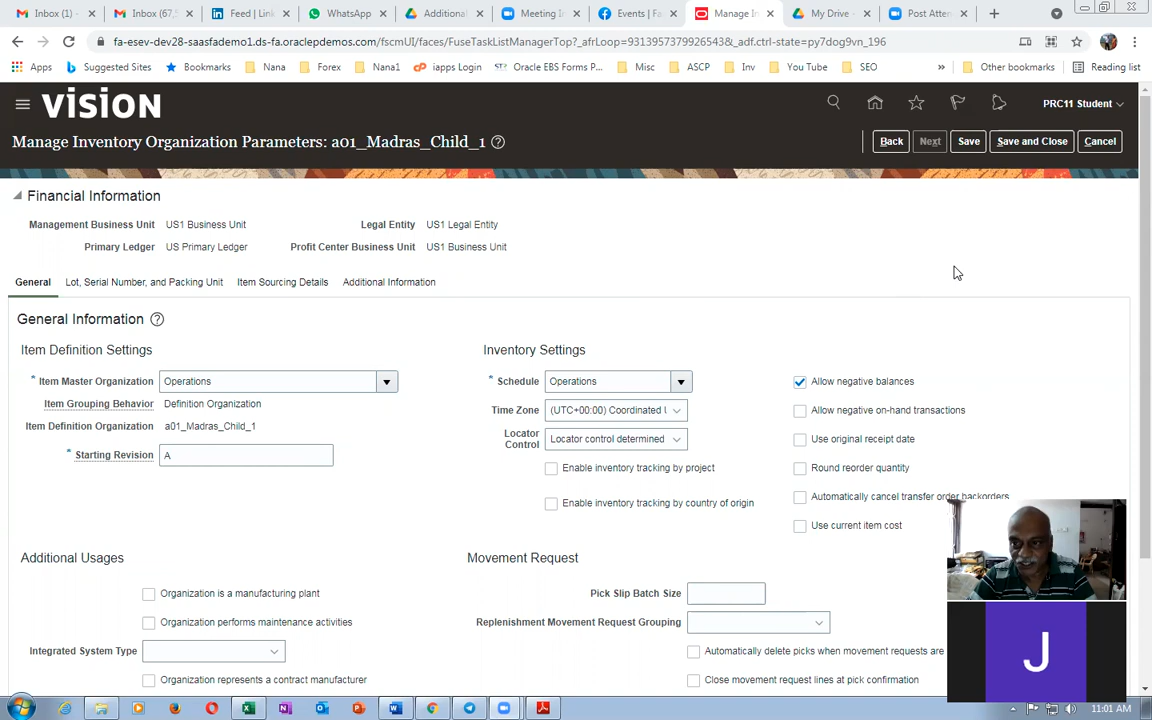 Inbox (1) -
Inbox (67,5
Feed | Link
WhatsApp
Additional
Meeting In
Events | Fa
Manage In
My Drive -
Post Atten
fa-esev-dev28-saasfademo1.ds-fa.oraclepdemos.com/fscmUI/faces/FuseTaskListManagerTop?_afrLoop=9313957379926543&_adf.ctrl-state=py7dog9vn_196
Apps
Suggested Sites
Bookmarks
Nana
Forex
Nana1
iapps Login
Oracle EBS Forms P...
Misc
ASCP
Inv
You Tube
SEO
Other bookmarks
Reading list
VISION
PRC11 Student
Manage Inventory Organization Parameters: a01_Madras_Child_1
Back
Next
Save
Save and Close
Cancel
Financial Information
Management Business Unit US1 Business Unit
Legal Entity US1 Legal Entity
Primary Ledger US Primary Ledger
Profit Center Business Unit US1 Business Unit
General
Lot, Serial Number, and Packing Unit
Item Sourcing Details
Additional Information
General Information
Item Definition Settings
* Item Master Organization Operations
Item Grouping Behavior Definition Organization
Item Definition Organization a01_Madras_Child_1
* Starting Revision A
Inventory Settings
* Schedule Operations
Time Zone (UTC+00:00) Coordinated
Locator Control Locator control determined
Enable inventory tracking by project
Enable inventory tracking by country of origin
Allow negative balances
Allow negative on-hand transactions
Use original receipt date
Round reorder quantity
Automatically cancel transfer order backorders
Use current item cost
Additional Usages
Organization is a manufacturing plant
Organization performs maintenance activities
Integrated System Type
Organization represents a contract manufacturer
Movement Request
Pick Slip Batch Size
Replenishment Movement Request Grouping
Automatically delete picks when movement requests are
Close movement request lines at pick confirmation
J
11:01 AM